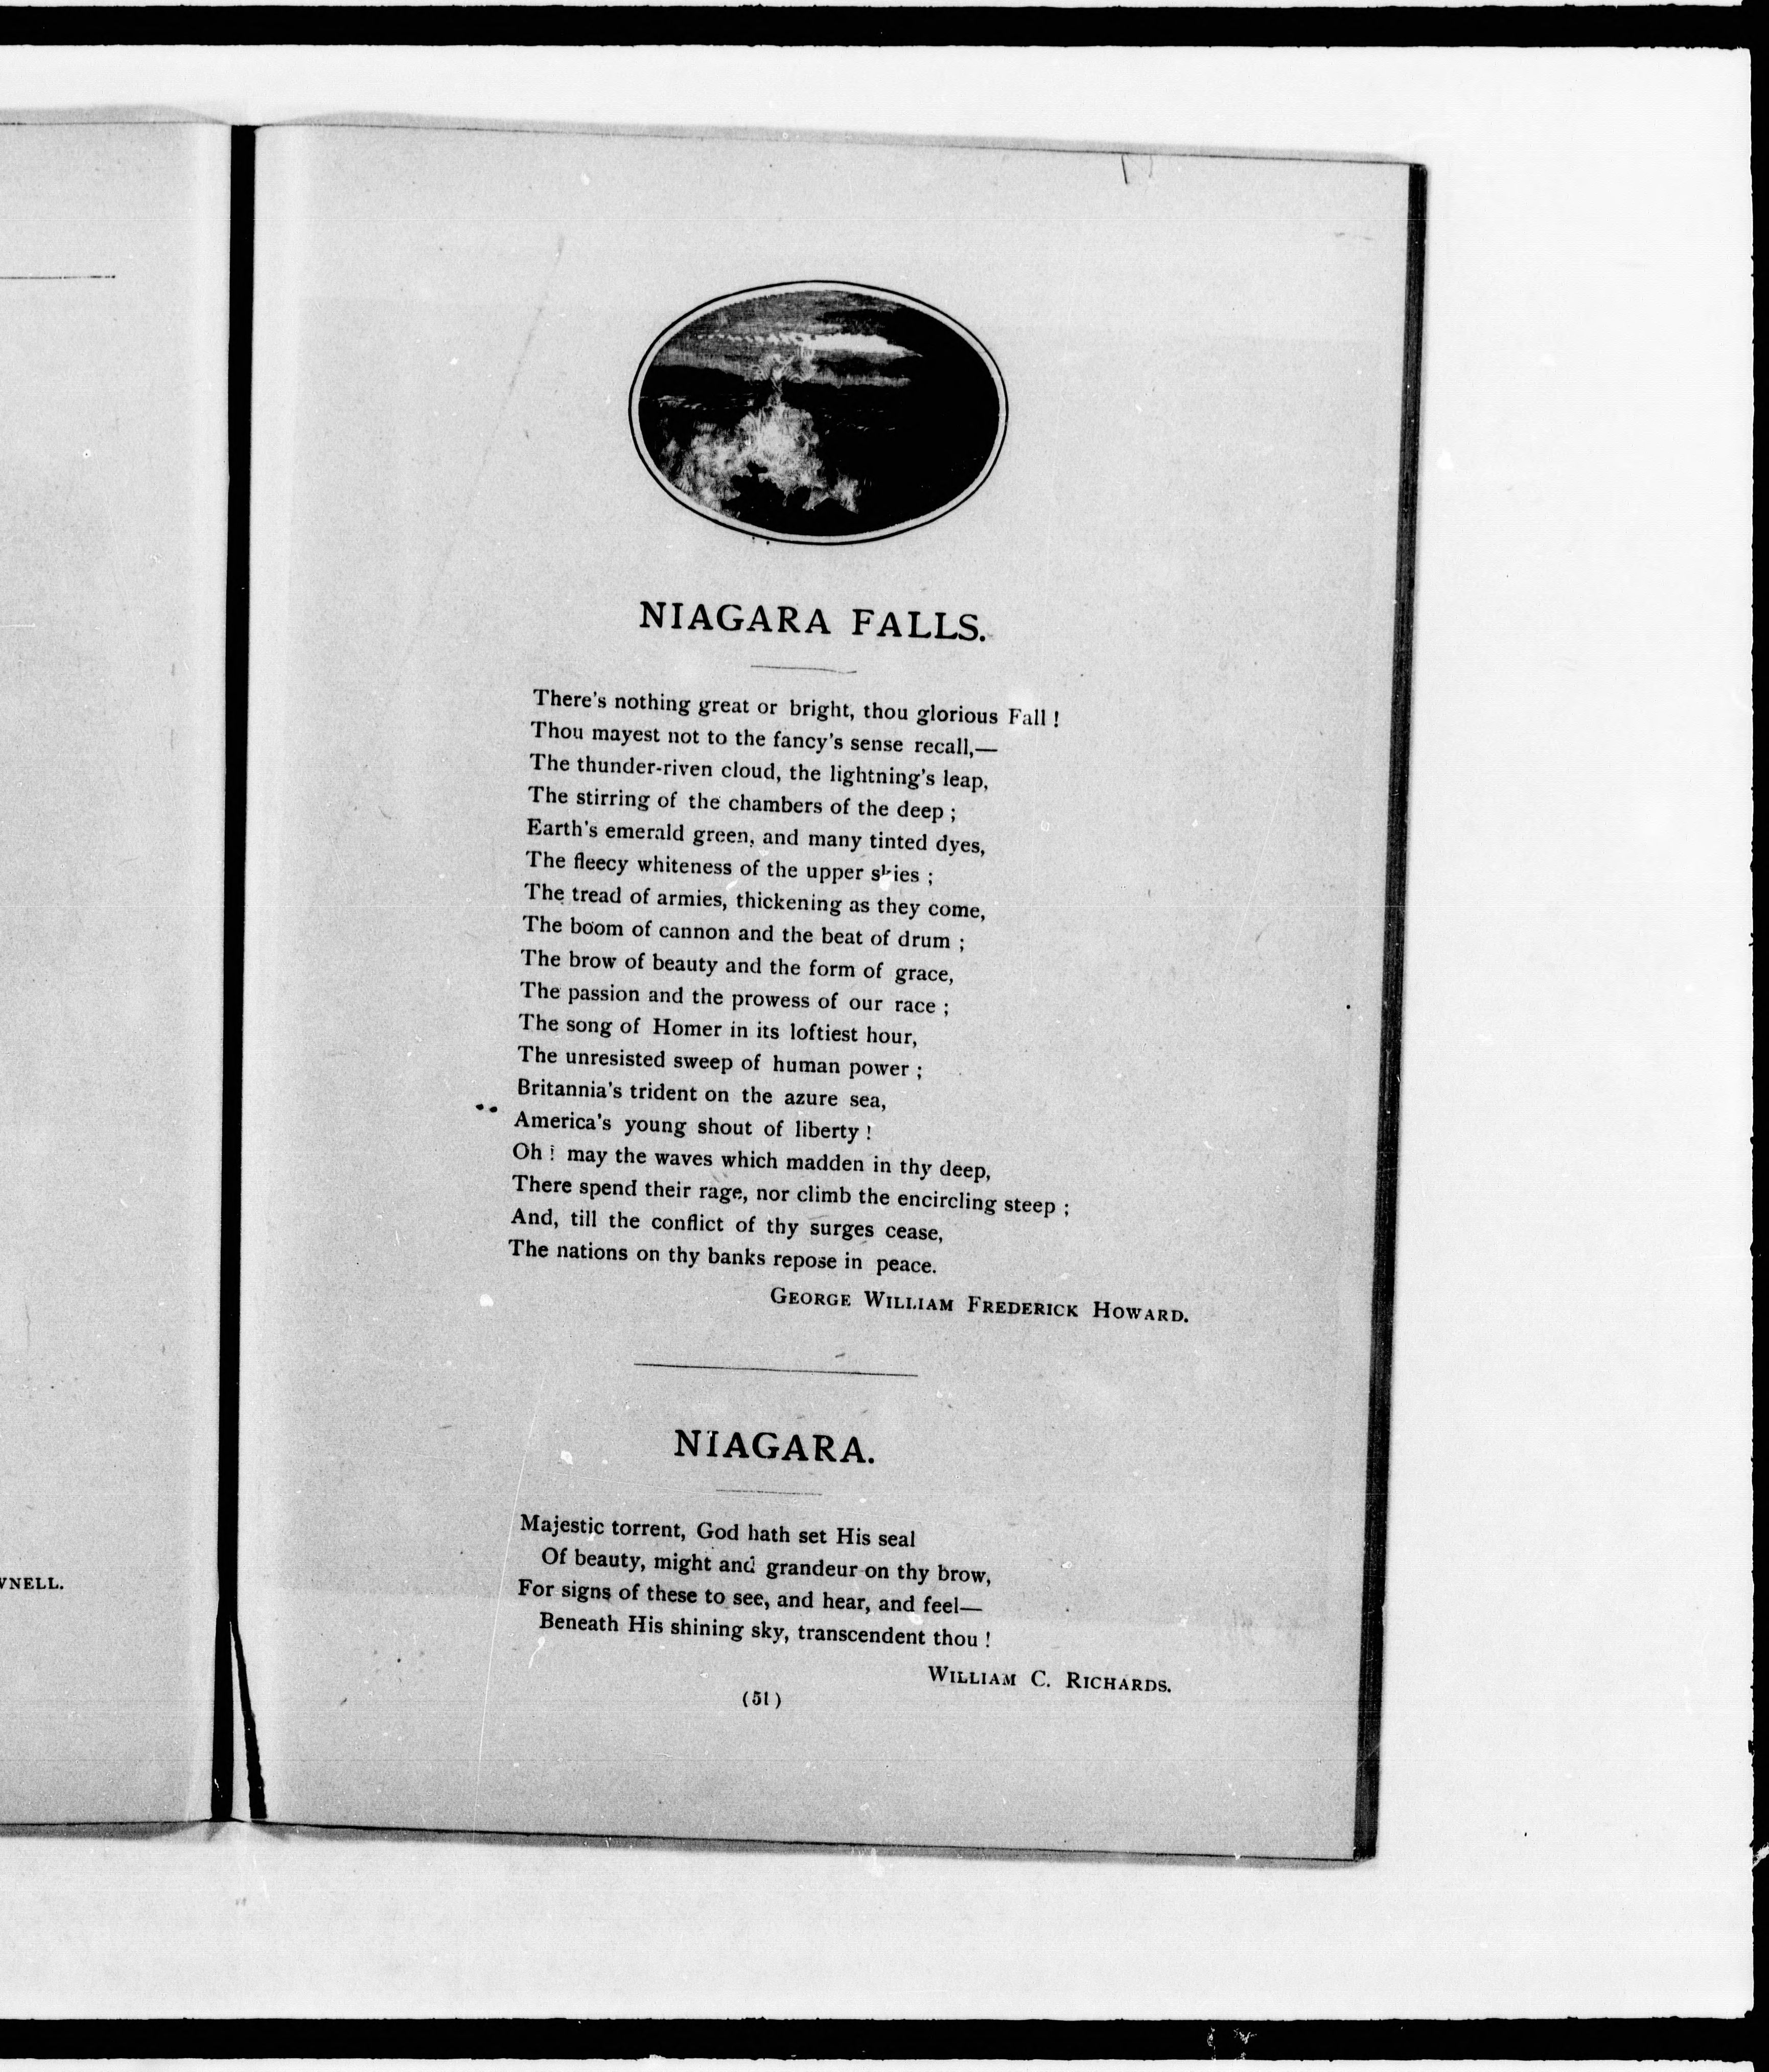 NIAGARA FALLS.
There's nothing great or bright, thou glorious Fall !
Thou mayest not to the fancy's sense recall,—
The thunder-riven cloud, the lightning's leap,
The stirring of the chambers of the deep ;
Earth's emerald green, and many tinted dyes,
The fleecy whiteness of the upper skies ;
The tread of armies, thickening as they come,
The boom of cannon and the beat of drum ;
The brow of beauty and the form of grace,
The passion and the prowess of our race ;
The song of Homer in its loftiest hour,
The unresisted sweep of human power ;
Britannia's trident on the azure sea,
America's young shout of liberty !
Oh ! may the waves which madden in thy deep,
There spend their rage, nor climb the encircling steep ;
And, till the conflict of thy surges cease,
The nations on thy banks repose in peace.
GEORGE WILLIAM FREDERICK HOWARD.
NIAGARA.
Majestic torrent, God hath set His seal
Of beauty, might and grandeur on thy brow,
For signs of these to see, and hear, and feel—
Beneath His shining sky, transcendent thou !
WILLIAM C. RICHARDS.
(51)